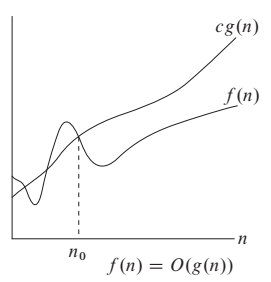 cg(n)
f(n)
n
n₀
f(n) = O(g(n))